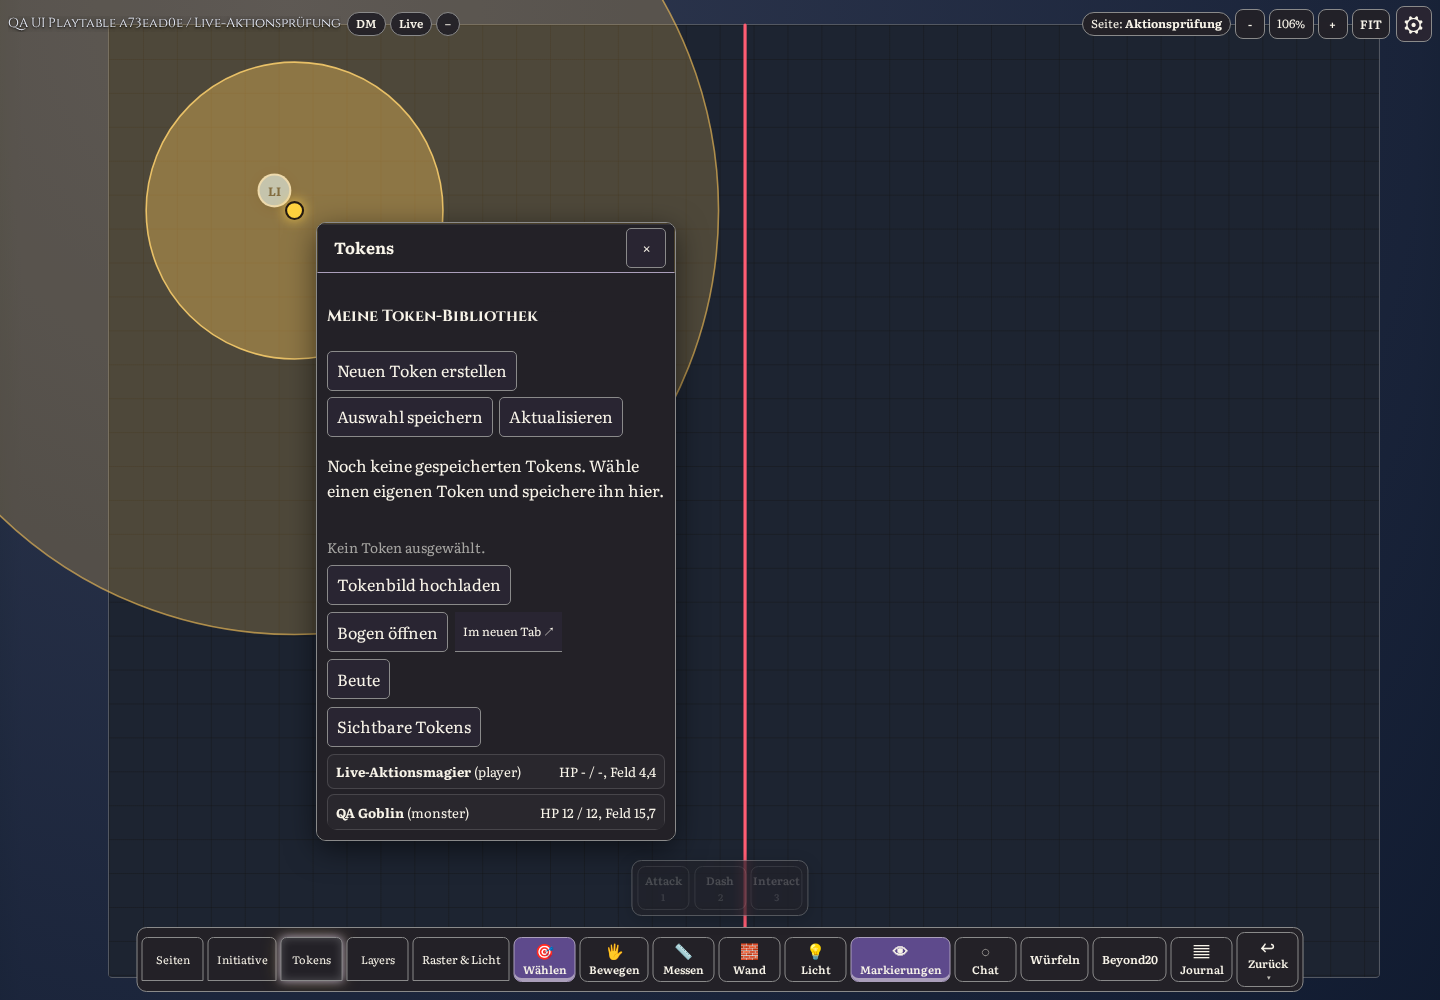 QA UI Playtable a73ead0e / Live-Aktionsprüfung DM Live –
Seite: Aktionsprüfung - 106% + FIT
LI
Tokens ×
Meine Token-Bibliothek
Neuen Token erstellen
Auswahl speichern Aktualisieren
Noch keine gespeicherten Tokens. Wähle
einen eigenen Token und speichere ihn hier.
Kein Token ausgewählt.
Tokenbild hochladen
Bogen öffnen Im neuen Tab ↗
Beute
Sichtbare Tokens
Live-Aktionsmagier (player) HP - / -, Feld 4,4
QA Goblin (monster) HP 12 / 12, Feld 15,7
Attack Dash Interact
1 2 3
Seiten Initiative Tokens Layers Raster & Licht Wählen Bewegen Messen Wand Licht Markierungen Chat Würfeln Beyond20 Journal Zurück